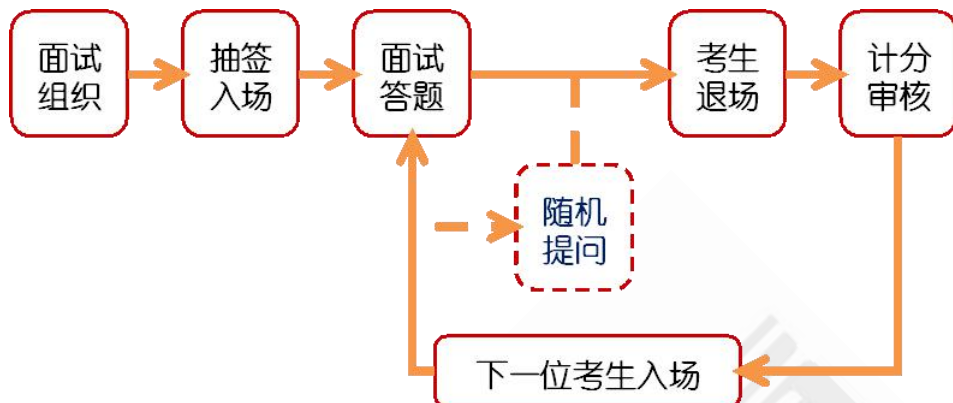 面试
组织
抽签
入场
面试
答题
考生
退场
计分
审核
随机
提问
下一位考生入场